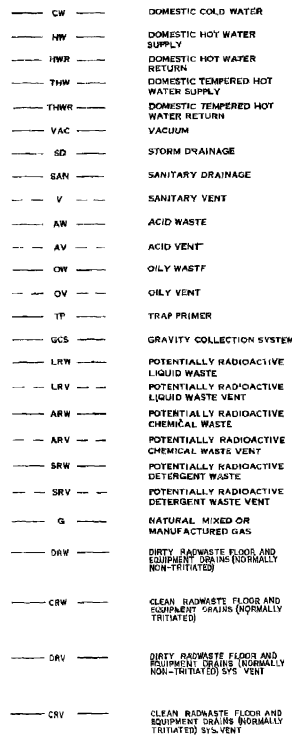 CW DOMESTIC COLD WATER
HW DOMESTIC HOT WATER
SUPPLY
HWR DOMESTIC HOT WATER
RETURN
THW DOMESTIC TEMPERED HOT
WATER SUPPLY
THWR DOMESTIC TEMPERED HOT
WATER RETURN
VAC VACUUM
SD STORM DRAINAGE
SAN SANITARY DRAINAGE
V SANITARY VENT
AW ACID WASTE
AV ACID VENT
OW OILY WASTE
OV OILY VENT
TP TRAP PRIMER
GCS GRAVITY COLLECTION SYSTEM
LRW POTENTIALLY RADIOACTIVE
LIQUID WASTE
LRV POTENTIALLY RADIOACTIVE
LIQUID WASTE VENT
ARW POTENTIALLY RADIOACTIVE
CHEMICAL WASTE
ARV POTENTIALLY RADIOACTIVE
CHEMICAL WASTE VENT
SRW POTENTIALLY RADIOACTIVE
DETERGENT WASTE
SRV POTENTIALLY RADIOACTIVE
DETERGENT WASTE VENT
G NATURAL MIXED OR
MANUFACTURED GAS
DRW DIRTY RADWASTE FLOOR AND
EQUIPMENT DRAINS (NORMALLY
NON-TRITIATED)
CRW CLEAN RADWASTE FLOOR AND
EQUIPMENT DRAINS (NORMALLY
TRITIATED)
DRV DIRTY RADWASTE FLOOR AND
EQUIPMENT DRAINS (NORMALLY
NON-TRITIATED) SYS VENT
CRV CLEAN RADWASTE FLOOR AND
EQUIPMENT DRAINS (NORMALLY
TRITIATED) SYS.VENT